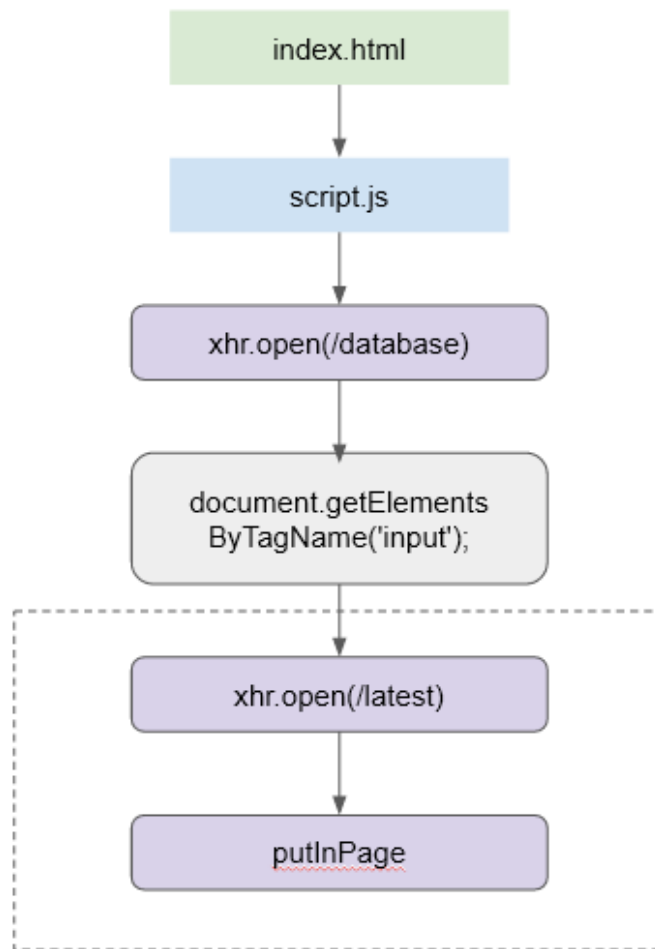 index.html
script.js
xhr.open(/database)
document.getElements
ByTagName('input');
xhr.open(/latest)
putInPage